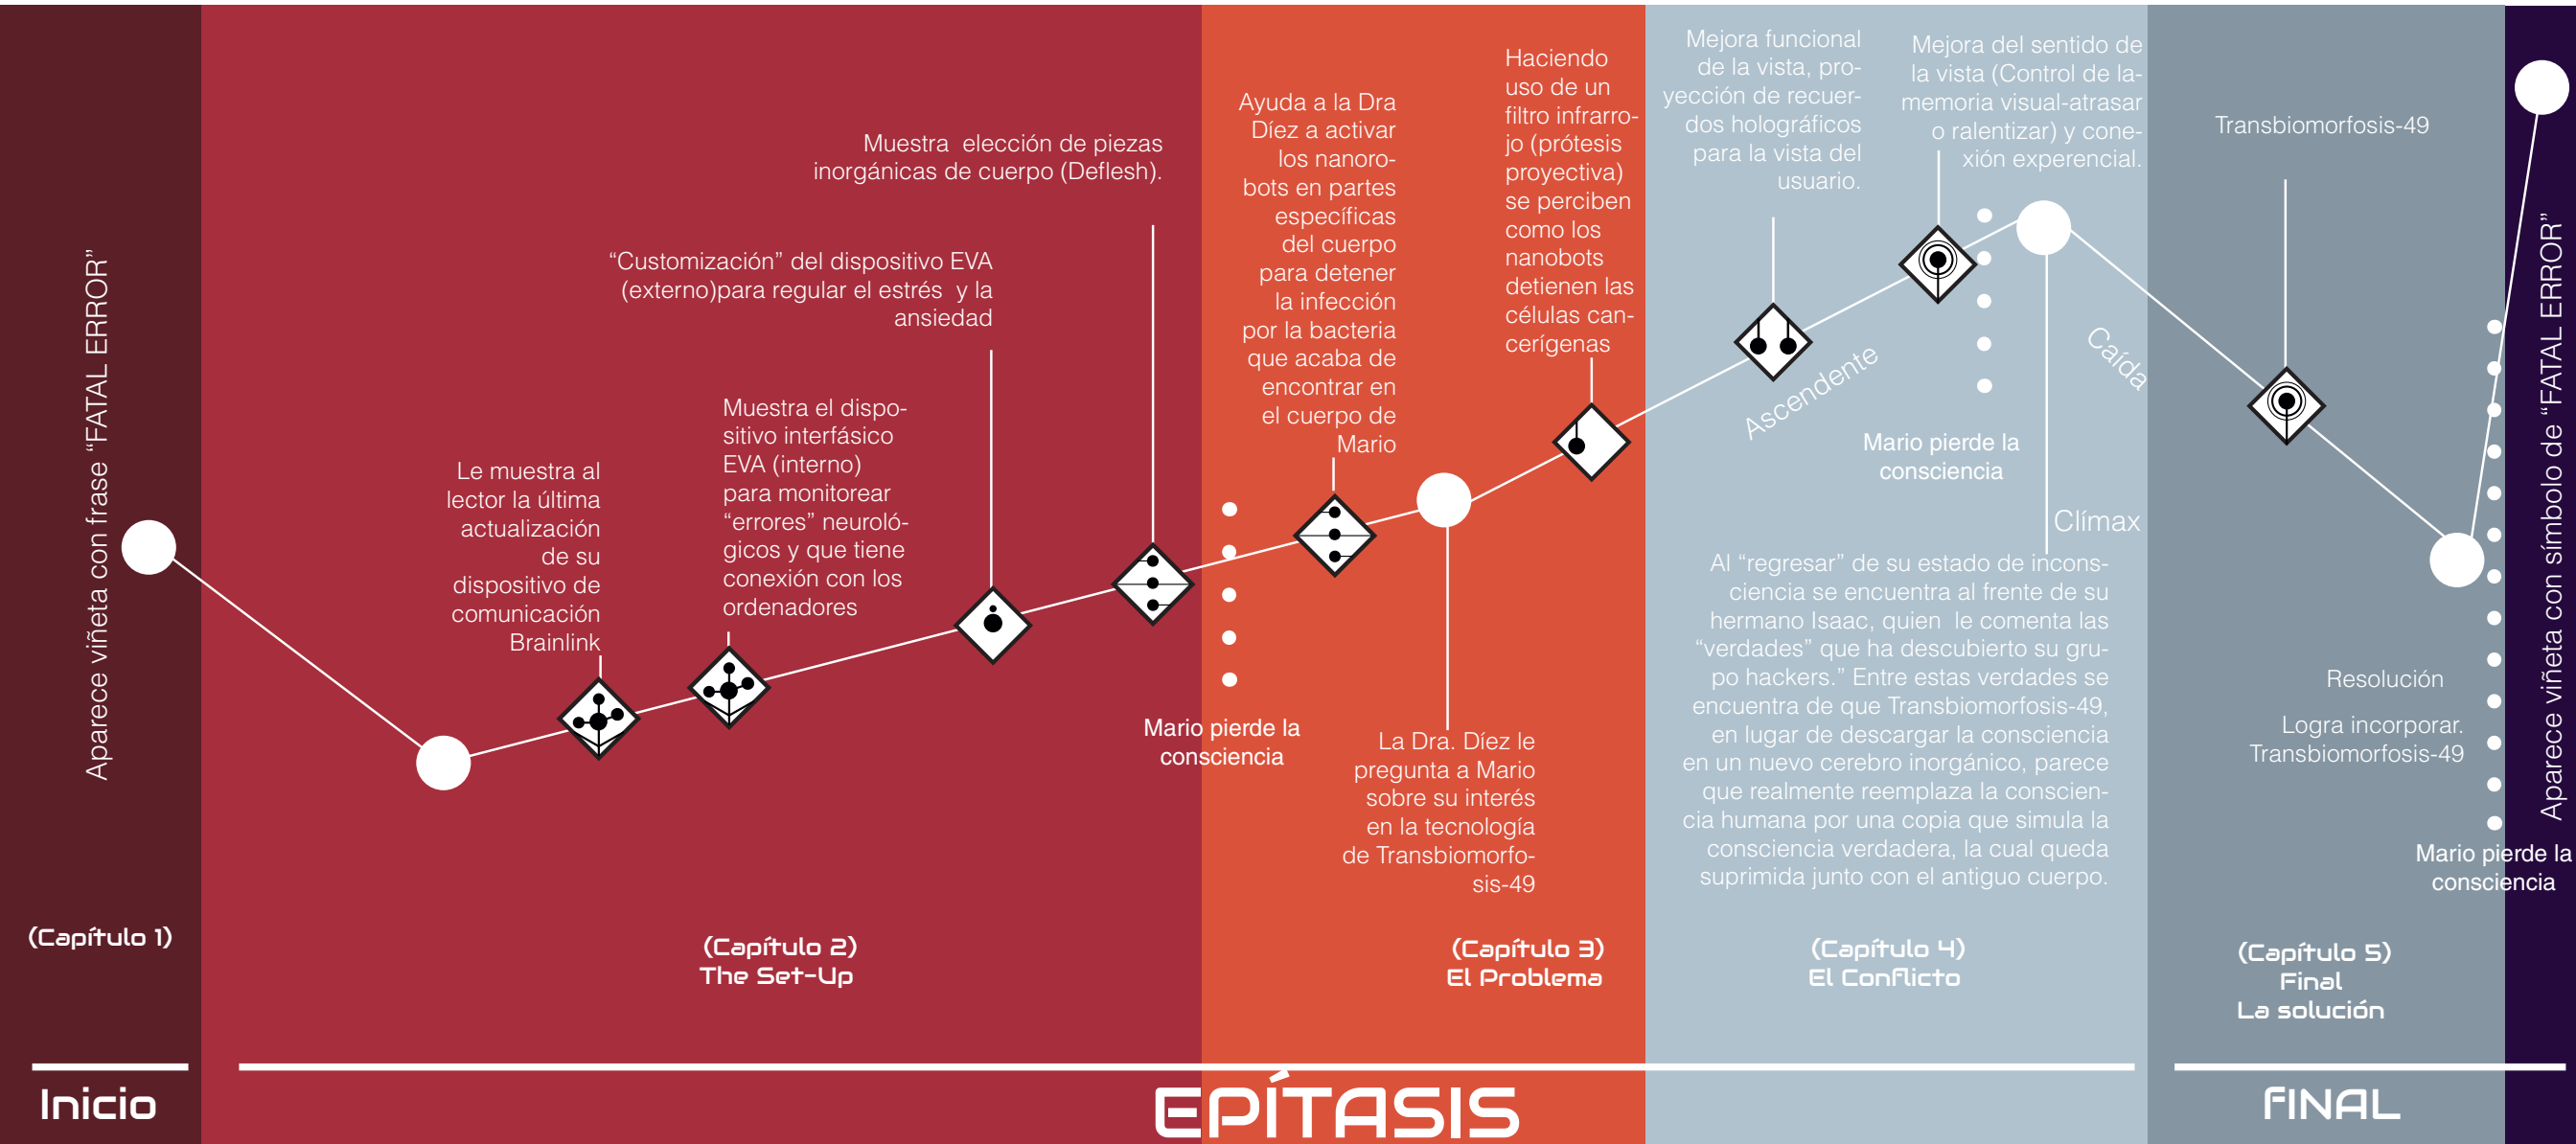 Aparece viñeta con frase “FATAL ERROR”
(Capítulo 1)
Inicio
Le muestra al
lector la última
actualización
de su
dispositivo de
comunicación
Brainlink
Muestra el dispo-
sitivo interfásico
EVA (interno)
para monitorear
“errores” neuroló-
gicos y que tiene
conexión con los
ordenadores
“Customización” del dispositivo EVA
(externo)para regular el estrés y la
ansiedad
Muestra elección de piezas
inorgánicas de cuerpo (Deflesh).
(Capítulo 2)
The Set-Up
Mario pierde la
consciencia
Ayuda a la Dra
Díez a activar
los nanoro-
bots en partes
específicas
del cuerpo
para detener
la infección
por la bacteria
que acaba de
encontrar en
el cuerpo de
Mario
La Dra. Díez le
pregunta a Mario
sobre su interés
en la tecnología
de Transbiomorfo-
sis-49
Haciendo
uso de un
filtro infrarro-
jo (prótesis
proyectiva)
se perciben
como los
nanobots
detienen las
células can-
cerígenas
(Capítulo 3)
El Problema
EPÍTASIS
Mejora funcional
de la vista, pro-
yección de recuer-
dos holográficos
para la vista del
usuario.
Mejora del sentido de
la vista (Control de la-
memoria visual-atrasar
o ralentizar) y cone-
xión experencial.
Ascendente
Mario pierde la
consciencia
Caída
Clímax
Al “regresar” de su estado de incons-
ciencia se encuentra al frente de su
hermano Isaac, quien le comenta las
“verdades” que ha descubierto su gru-
po hackers.” Entre estas verdades se
encuentra de que Transbiomorfosis-49,
en lugar de descargar la consciencia
en un nuevo cerebro inorgánico, parece
que realmente reemplaza la conscien-
cia humana por una copia que simula la
consciencia verdadera, la cual queda
suprimida junto con el antiguo cuerpo.
(Capítulo 4)
El Conflicto
Transbiomorfosis-49
Resolución
Logra incorporar.
Transbiomorfosis-49
Mario pierde la
consciencia
(Capítulo 5)
Final
La solución
FINAL
Aparece viñeta con símbolo de “FATAL ERROR”